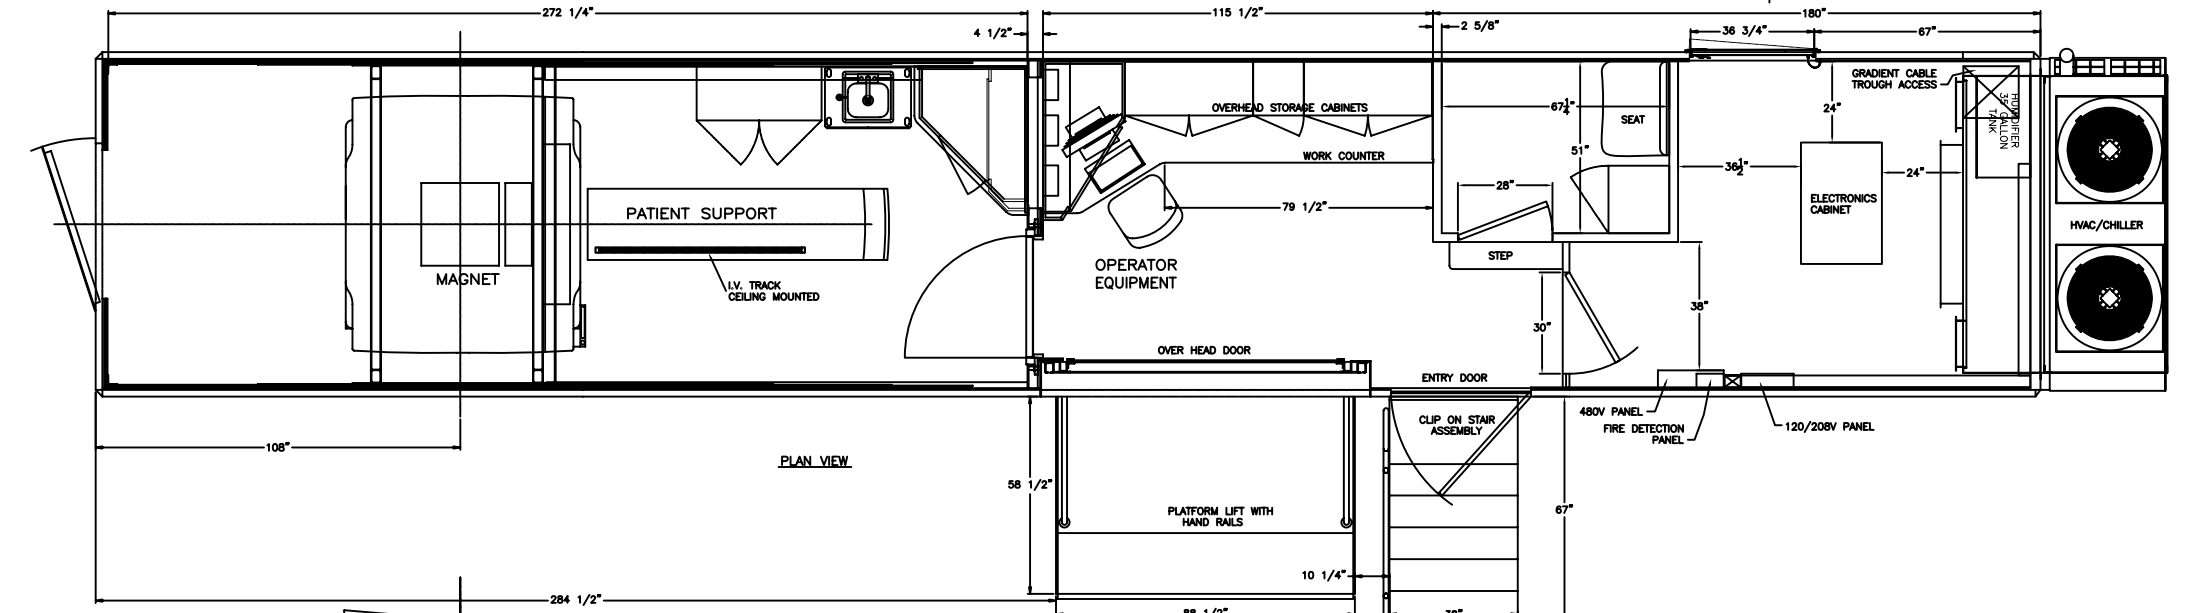 272 1/4"
115 1/2"
180"
4 1/2"
2 5/8"
36 3/4"
67"
GRADIENT CABLE
TROUGH ACCESS
HUMIDIFIER
35 GALLON
TANK
OVERHEAD STORAGE CABINETS
67 1/4"
24"
SEAT
51"
WORK COUNTER
36 1/2"
24"
28"
PATIENT SUPPORT
79 1/2"
ELECTRONICS
CABINET
HVAC/CHILLER
MAGNET
OPERATOR
EQUIPMENT
STEP
I.V. TRACK
CEILING MOUNTED
38"
30"
OVER HEAD DOOR
ENTRY DOOR
480V PANEL
FIRE DETECTION
PANEL
120/208V PANEL
CLIP ON STAIR
ASSEMBLY
108"
PLAN VIEW
58 1/2"
PLATFORM LIFT WITH
HAND RAILS
67"
10 1/4"
284 1/2"